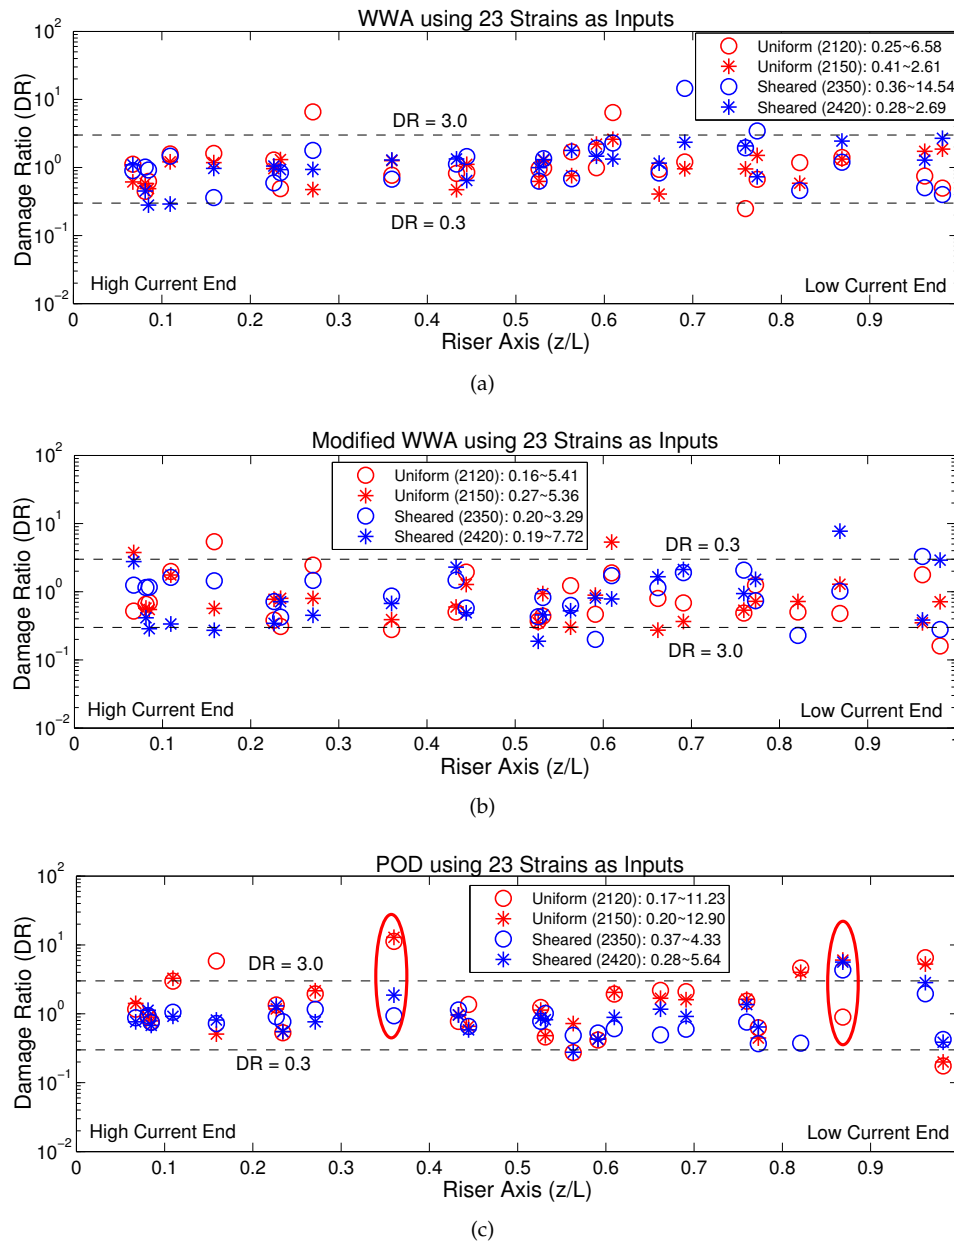 WWA using 23 Strains as Inputs
10^2
10^1
10^0
10^-1
10^-2
Damage Ratio (DR)
Uniform (2120): 0.25~6.58
Uniform (2150): 0.41~2.61
Sheared (2350): 0.36~14.54
Sheared (2420): 0.28~2.69
DR = 3.0
DR = 0.3
High Current End
Low Current End
0 0.1 0.2 0.3 0.4 0.5 0.6 0.7 0.8 0.9
Riser Axis (z/L)
(a)
Modified WWA using 23 Strains as Inputs
10^2
10^1
10^0
10^-1
10^-2
Damage Ratio (DR)
Uniform (2120): 0.16~5.41
Uniform (2150): 0.27~5.36
Sheared (2350): 0.20~3.29
Sheared (2420): 0.19~7.72
DR = 0.3
DR = 3.0
High Current End
Low Current End
0 0.1 0.2 0.3 0.4 0.5 0.6 0.7 0.8 0.9
Riser Axis (z/L)
(b)
POD using 23 Strains as Inputs
10^2
10^1
10^0
10^-1
10^-2
Damage Ratio (DR)
Uniform (2120): 0.17~11.23
Uniform (2150): 0.20~12.90
Sheared (2350): 0.37~4.33
Sheared (2420): 0.28~5.64
DR = 3.0
DR = 0.3
High Current End
Low Current End
0 0.1 0.2 0.3 0.4 0.5 0.6 0.7 0.8 0.9
Riser Axis (z/L)
(c)